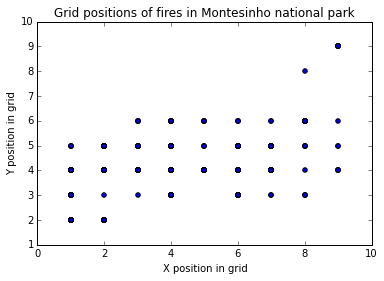 Grid positions of fires in Montesinho national park
10
9
8
7
6
5
4
3
2
1
Y position in grid
0 2 4 6 8 10
X position in grid